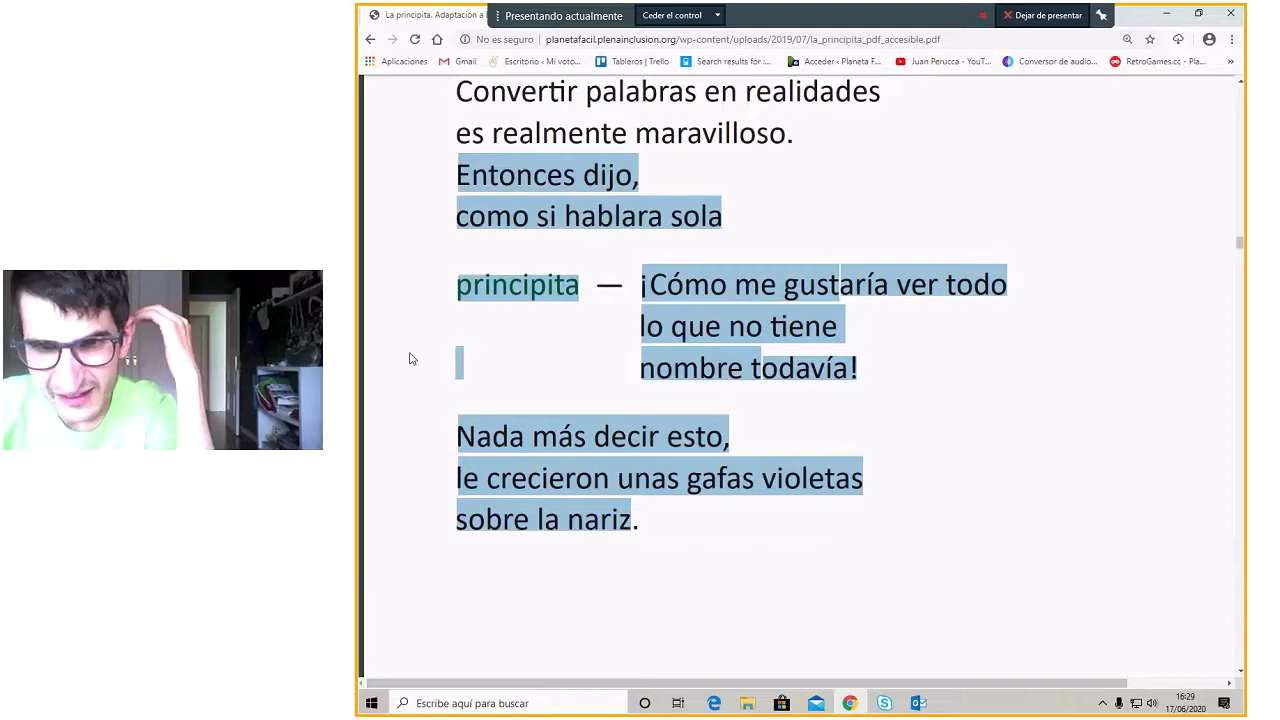 La principita. Adaptación a l
Presentando actualmente
Ceder el control
Dejar de presentar
No es seguro | planetafacil.plenainclusion.org/wp-content/uploads/2019/07/la_principita_pdf_accesible.pdf
Aplicaciones
Gmail
Escritorio ‹ Mi voto...
Tableros | Trello
Search results for:...
Acceder ‹ Planeta F...
Juan Perucca - YouT...
Conversor de audio...
RetroGames.cc - Pla...
»
Convertir palabras en realidades
es realmente maravilloso.
Entonces dijo,
como si hablara sola
principita — ¡Cómo me gustaría ver todo
lo que no tiene
nombre todavía!
Nada más decir esto,
le crecieron unas gafas violetas
sobre la nariz.
Escribe aquí para buscar
16:29
17/06/2020